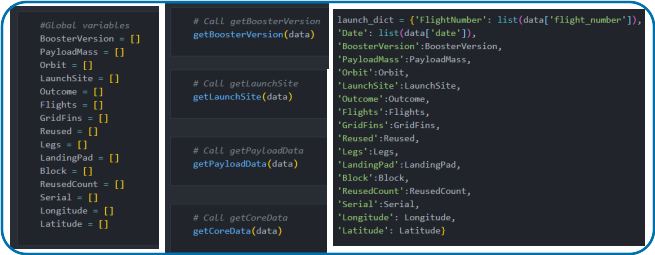 #Global variables
BoosterVersion = []
PayloadMass = []
Orbit = []
LaunchSite = []
Outcome = []
Flights = []
GridFins = []
Reused = []
Legs = []
LandingPad = []
Block = []
ReusedCount = []
Serial = []
Longitude = []
Latitude = []
# Call getBoosterVersion
getBoosterVersion(data)
# Call getLaunchSite
getLaunchSite(data)
# Call getPayloadData
getPayloadData(data)
# Call getCoreData
getCoreData(data)
launch_dict = {'FlightNumber': list(data['flight_number']),
'Date': list(data['date']),
'BoosterVersion':BoosterVersion,
'PayloadMass':PayloadMass,
'Orbit':Orbit,
'LaunchSite':LaunchSite,
'Outcome':Outcome,
'Flights':Flights,
'GridFins':GridFins,
'Reused':Reused,
'Legs':Legs,
'LandingPad':LandingPad,
'Block':Block,
'ReusedCount':ReusedCount,
'Serial':Serial,
'Longitude': Longitude,
'Latitude': Latitude}